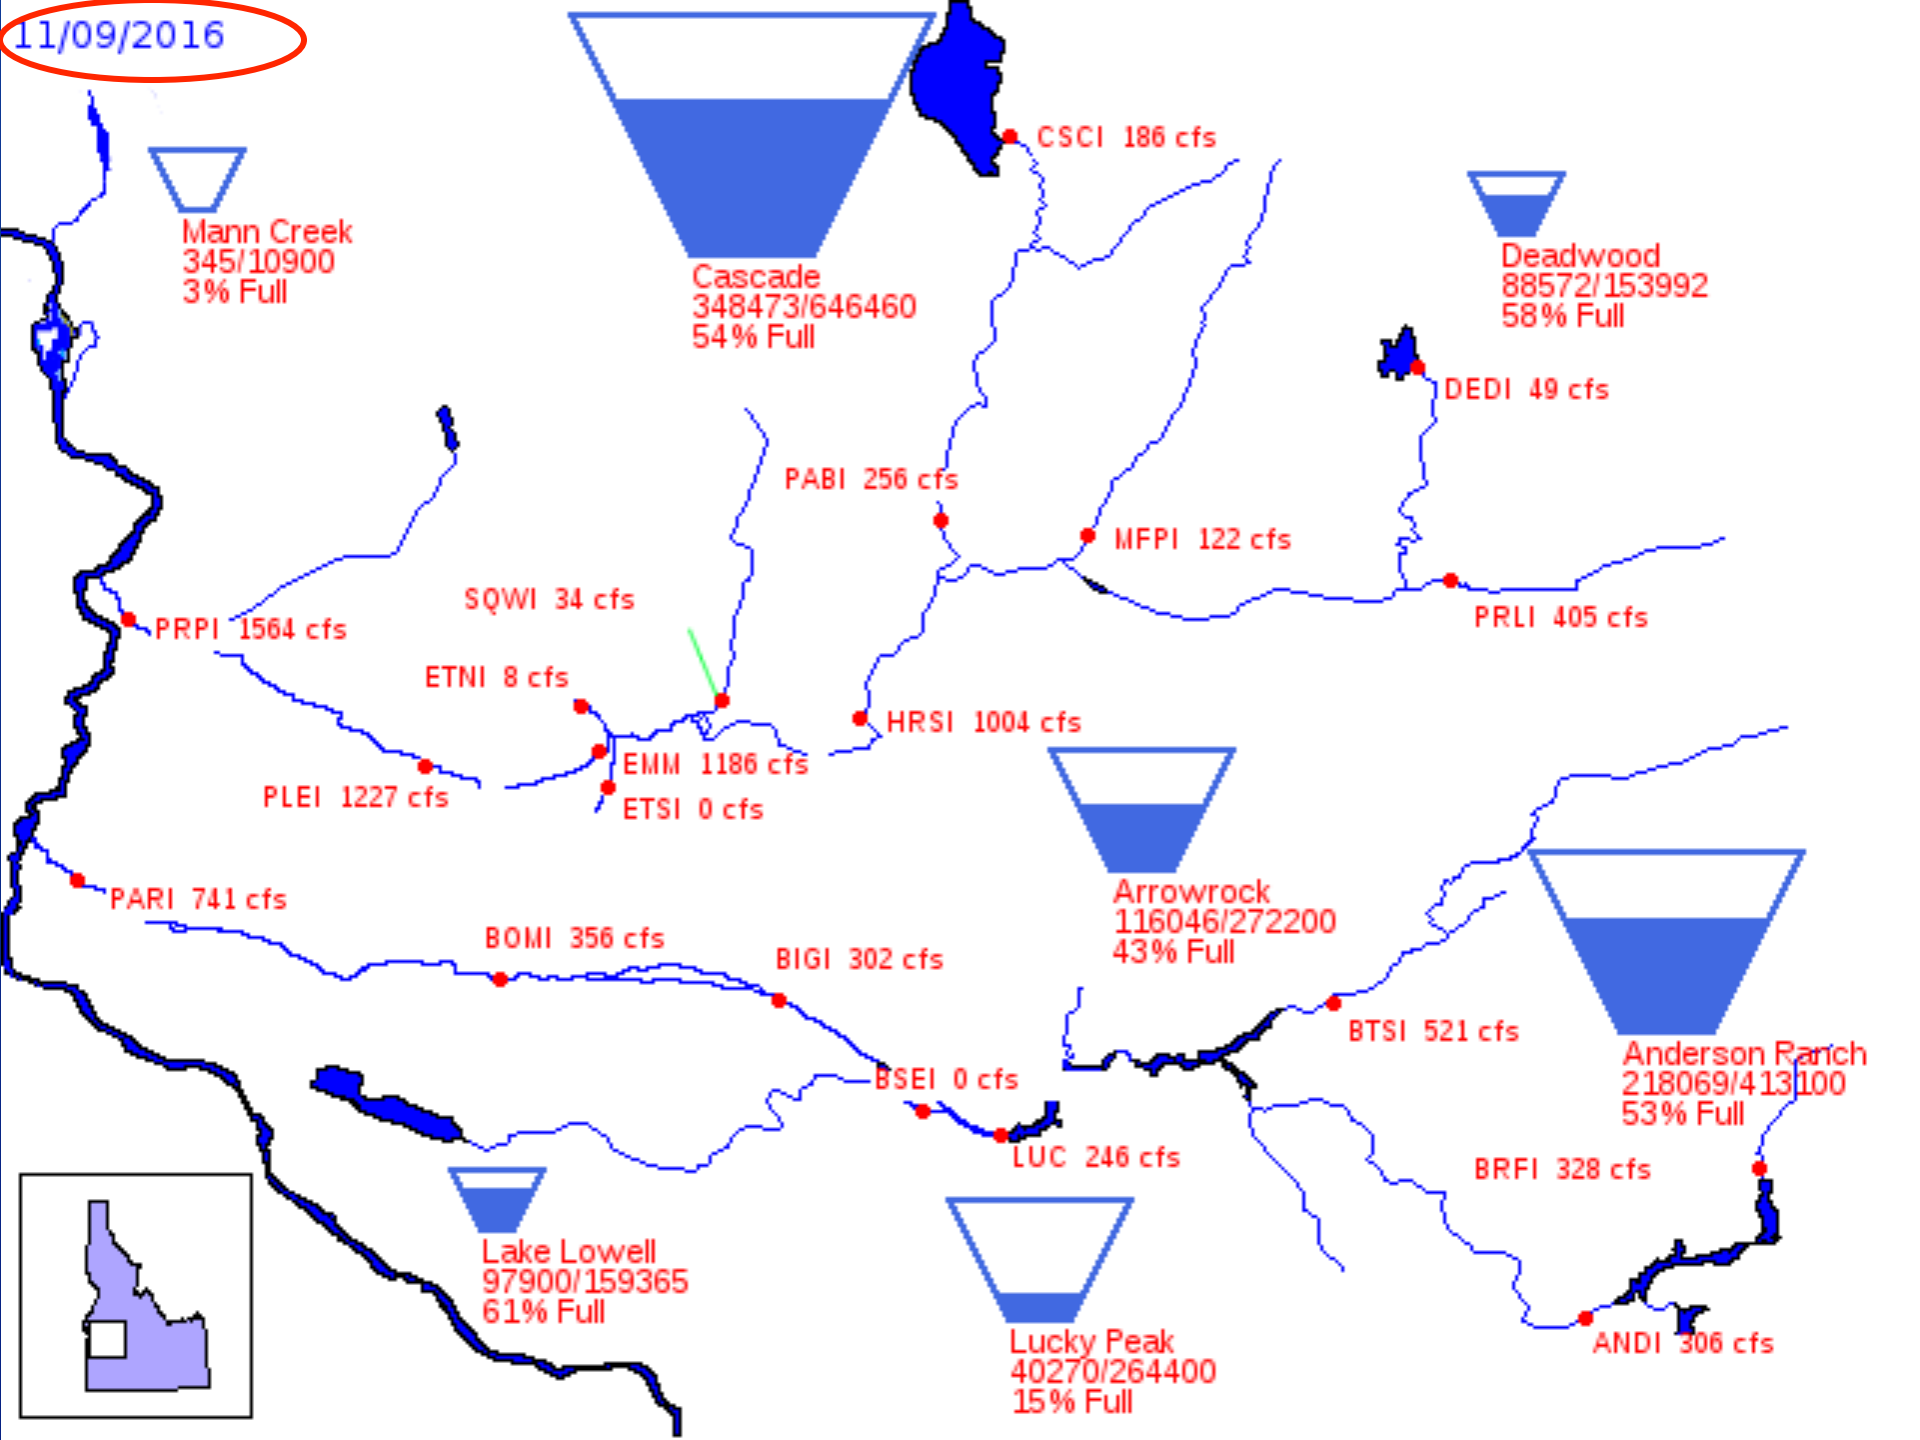 11/09/2016
CSCI 186 cfs
Mann Creek
345/10900
3% Full
Cascade
348473/646460
54% Full
Deadwood
88572/153992
58% Full
DEDI 49 cfs
PABI 256 cfs
MFPI 122 cfs
SQWI 34 cfs
PRLI 405 cfs
PRPI 1564 cfs
ETNI 8 cfs
HRSI 1004 cfs
EMM 1186 cfs
PLEI 1227 cfs
ETSI 0 cfs
Arrowrock
116046/272200
43% Full
PARI 741 cfs
BOMI 356 cfs
BIGI 302 cfs
BTSI 521 cfs
Anderson Ranch
218069/413100
53% Full
BSEI 0 cfs
LUC 246 cfs
BRFI 328 cfs
Lake Lowell
97900/159365
61% Full
Lucky Peak
40270/264400
15% Full
ANDI 306 cfs